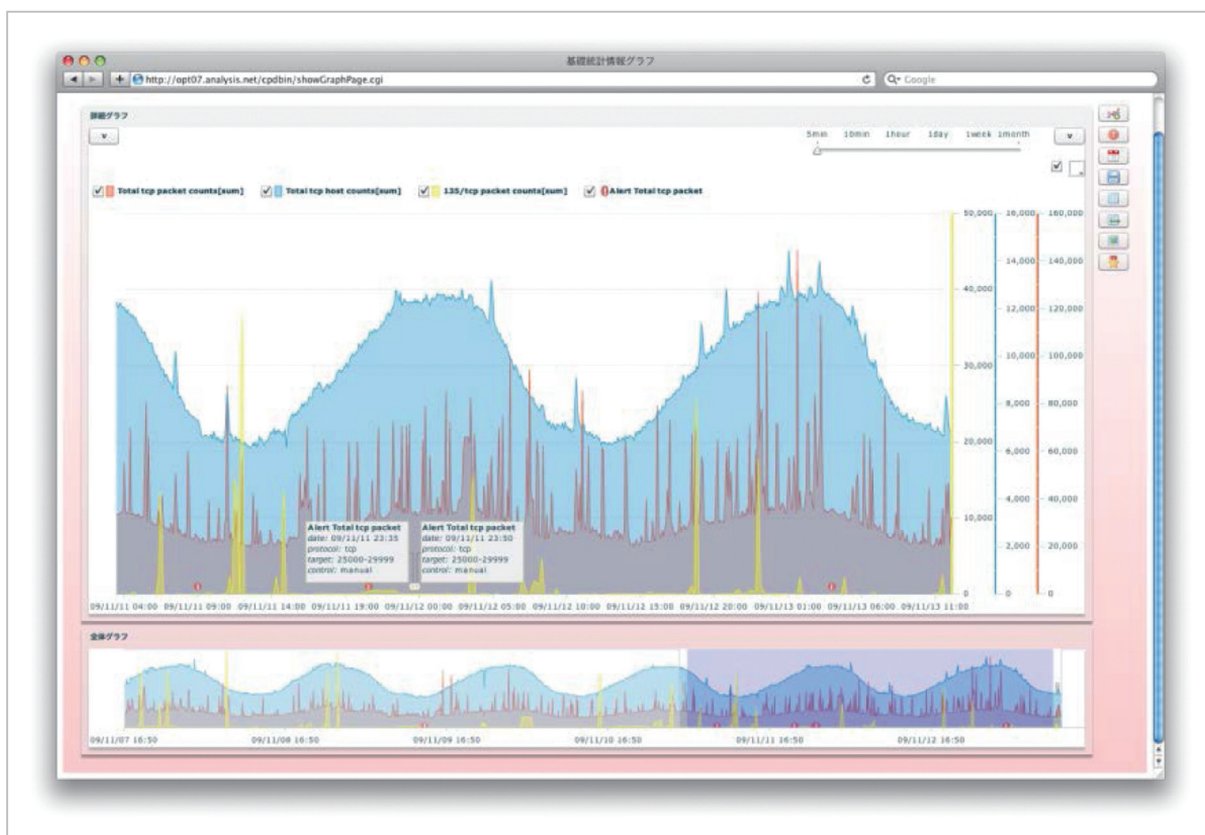 基礎統計情報グラフ
http://opt07.analysis.net/cpdbin/showGraphPage.cgi
Google
詳細グラフ
v
5min 10min 1hour 1day 1week 1month
v
Total tcp packet counts[sum] Total tcp host counts[sum] 135/tcp packet counts[sum] Alert Total tcp packet
50,000 16,000 160,000
14,000 140,000
40,000
12,000 120,000
10,000 100,000
30,000
8,000 80,000
20,000
6,000 60,000
4,000 40,000
10,000
2,000 20,000
0 0 0
Alert Total tcp packet
date: 09/11/11 23:35
protocol: tcp
target: 25000-29999
control: manual
Alert Total tcp packet
date: 09/11/11 23:50
protocol: tcp
target: 25000-29999
control: manual
09/11/11 04:00 09/11/11 09:00 09/11/11 14:00 09/11/11 19:00 09/11/12 00:00 09/11/12 05:00 09/11/12 10:00 09/11/12 15:00 09/11/12 20:00 09/11/13 01:00 09/11/13 06:00 09/11/13 11:00
全体グラフ
09/11/07 16:50 09/11/08 16:50 09/11/09 16:50 09/11/10 16:50 09/11/11 16:50 09/11/12 16:50